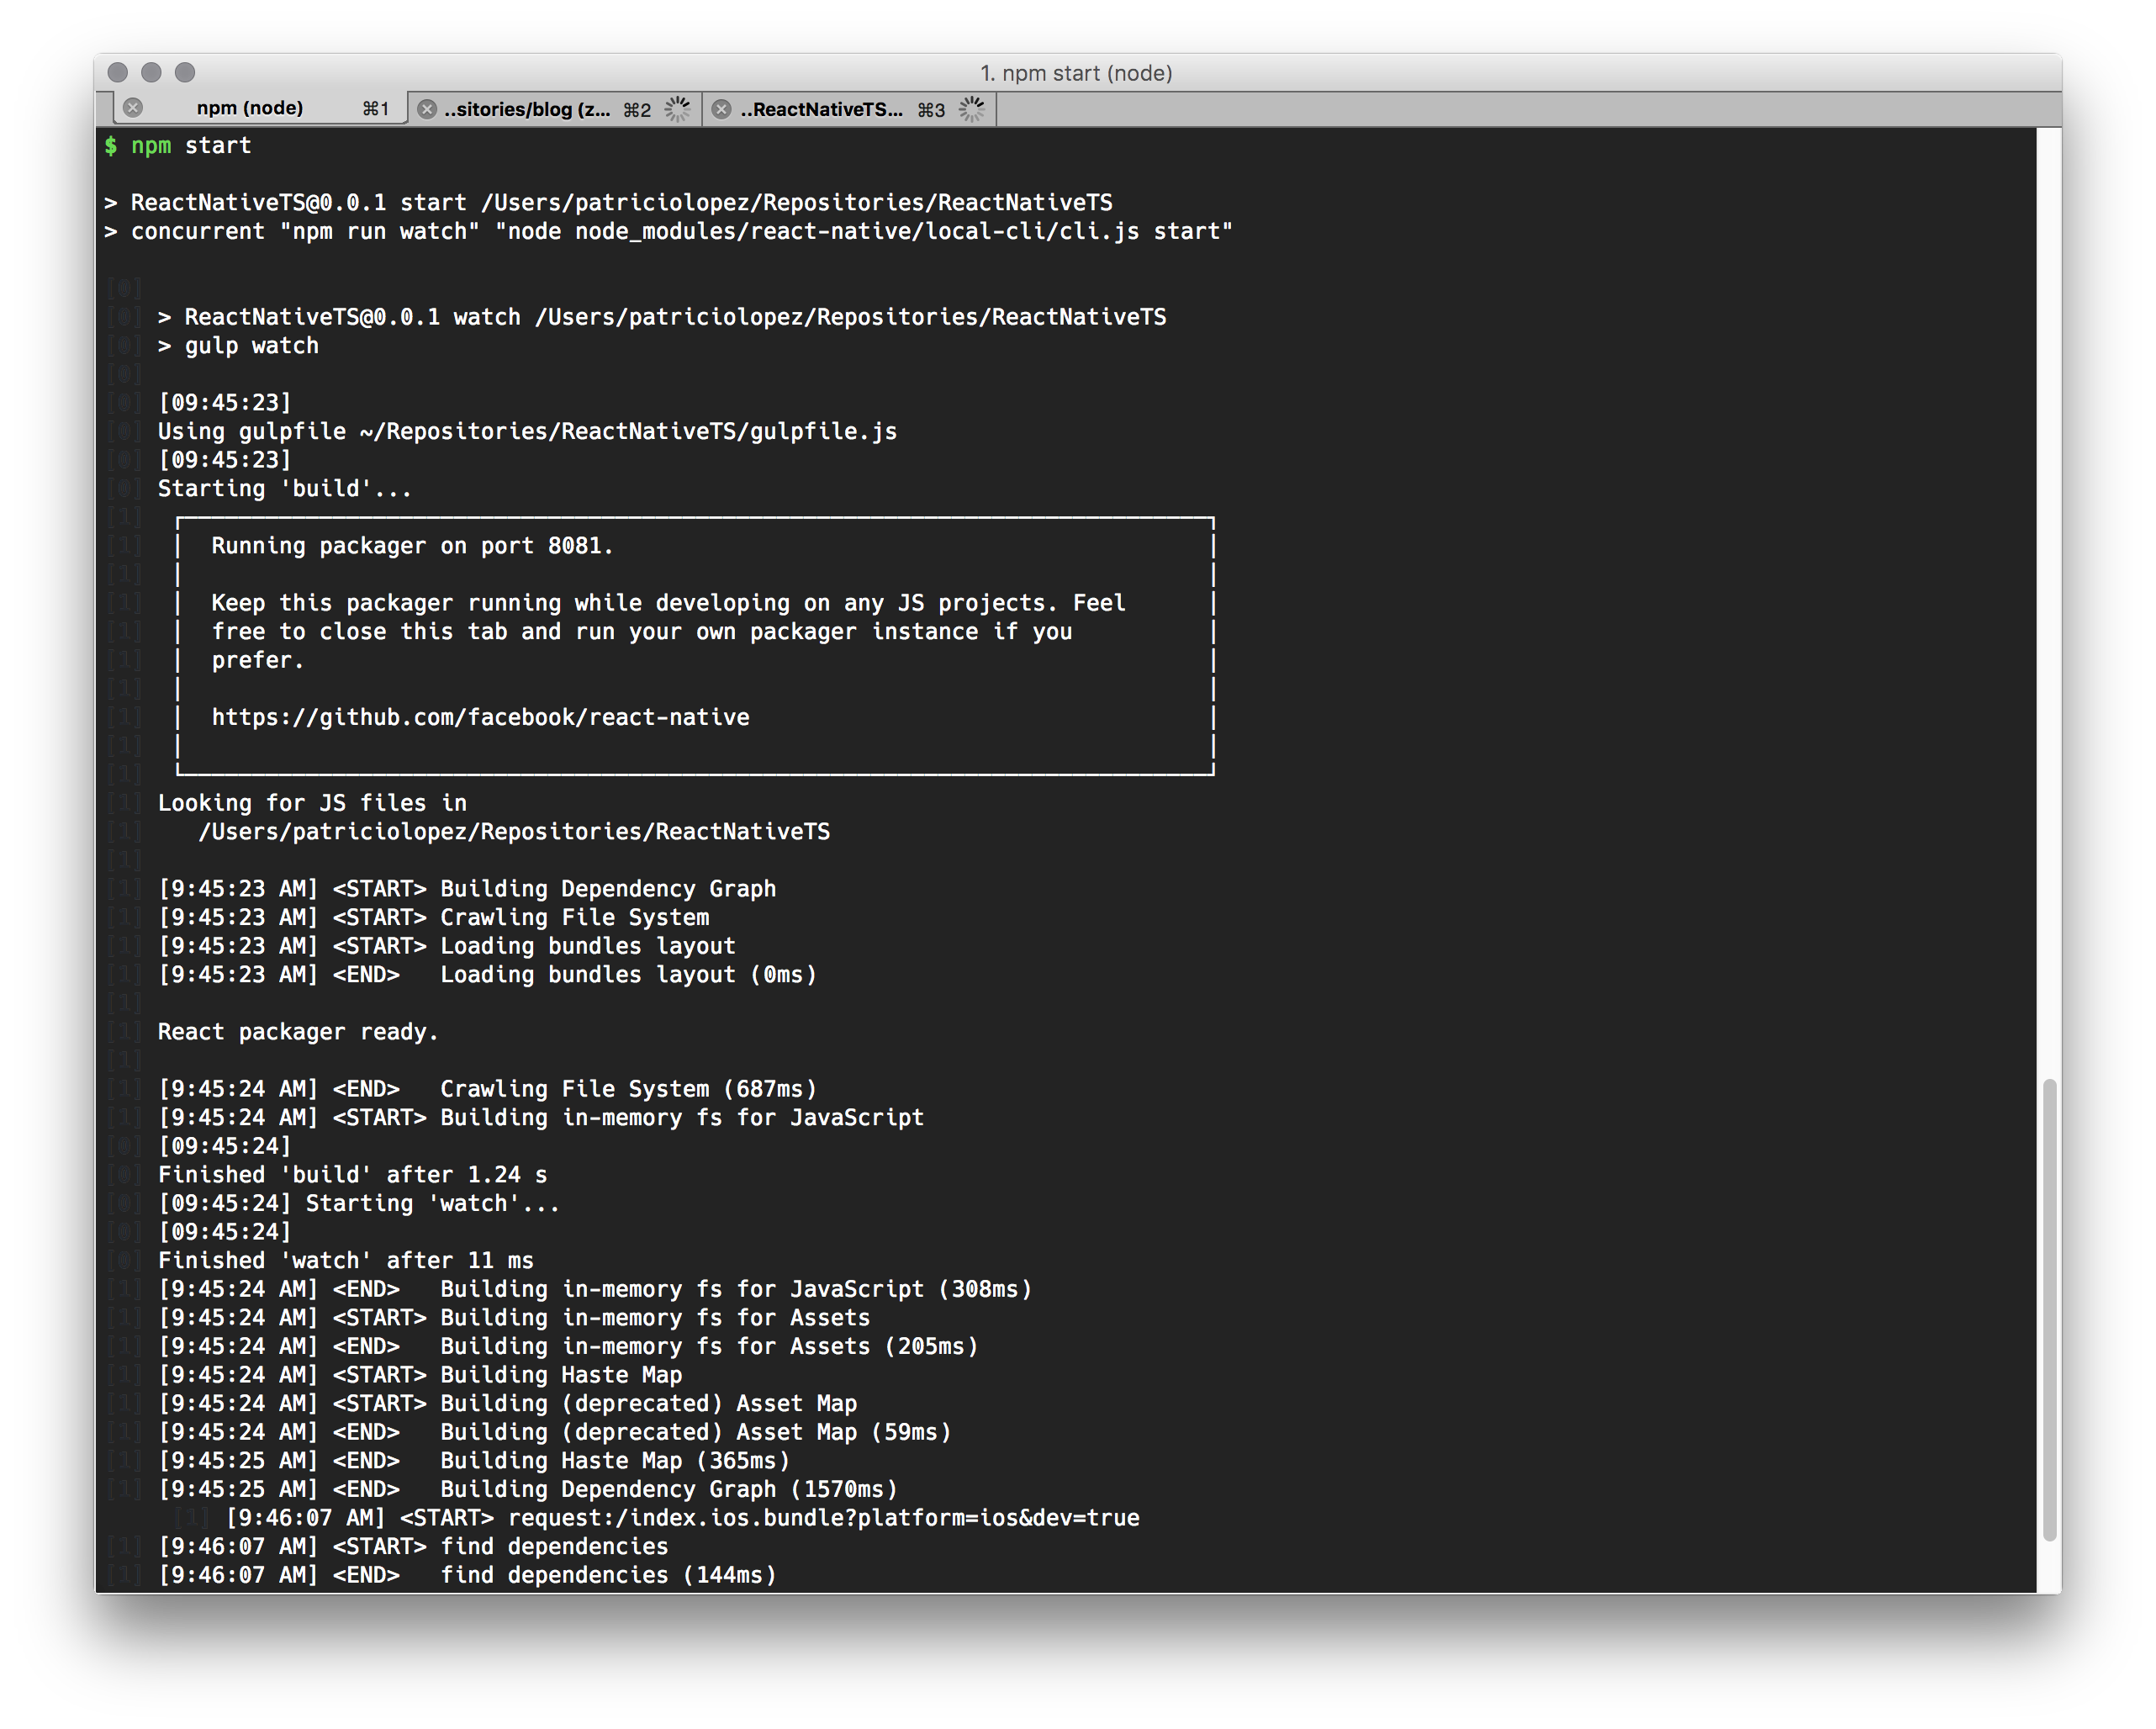 1. npm start (node)
npm (node) ⌘1 ..sitories/blog (z... ⌘2 ..ReactNativeTS... ⌘3
$ npm start
> ReactNativeTS@0.0.1 start /Users/patriciolopez/Repositories/ReactNativeTS
> concurrent "npm run watch" "node node_modules/react-native/local-cli/cli.js start"
[0]
[0] > ReactNativeTS@0.0.1 watch /Users/patriciolopez/Repositories/ReactNativeTS
[0] > gulp watch
[0]
[0] [09:45:23]
[0] Using gulpfile ~/Repositories/ReactNativeTS/gulpfile.js
[0] [09:45:23]
[0] Starting 'build'...
[1]
[1] Running packager on port 8081.
[1]
[1] Keep this packager running while developing on any JS projects. Feel
[1] free to close this tab and run your own packager instance if you
[1] prefer.
[1]
[1] https://github.com/facebook/react-native
[1]
[1]
[1] Looking for JS files in
[1] /Users/patriciolopez/Repositories/ReactNativeTS
[1]
[1] [9:45:23 AM] <START> Building Dependency Graph
[1] [9:45:23 AM] <START> Crawling File System
[1] [9:45:23 AM] <START> Loading bundles layout
[1] [9:45:23 AM] <END> Loading bundles layout (0ms)
[1]
[1] React packager ready.
[1]
[1] [9:45:24 AM] <END> Crawling File System (687ms)
[1] [9:45:24 AM] <START> Building in-memory fs for JavaScript
[0] [09:45:24]
[0] Finished 'build' after 1.24 s
[0] [09:45:24] Starting 'watch'...
[0] [09:45:24]
[0] Finished 'watch' after 11 ms
[1] [9:45:24 AM] <END> Building in-memory fs for JavaScript (308ms)
[1] [9:45:24 AM] <START> Building in-memory fs for Assets
[1] [9:45:24 AM] <END> Building in-memory fs for Assets (205ms)
[1] [9:45:24 AM] <START> Building Haste Map
[1] [9:45:24 AM] <START> Building (deprecated) Asset Map
[1] [9:45:24 AM] <END> Building (deprecated) Asset Map (59ms)
[1] [9:45:25 AM] <END> Building Haste Map (365ms)
[1] [9:45:25 AM] <END> Building Dependency Graph (1570ms)
[1] [9:46:07 AM] <START> request:/index.ios.bundle?platform=ios&dev=true
[1] [9:46:07 AM] <START> find dependencies
[1] [9:46:07 AM] <END> find dependencies (144ms)